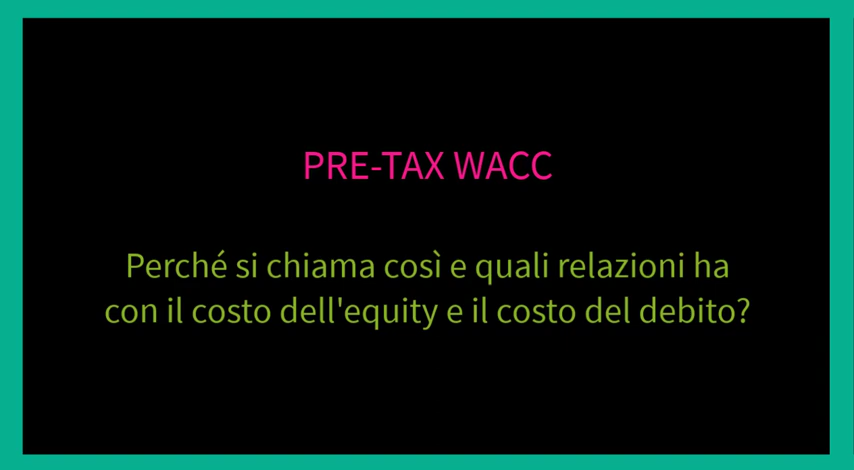 PRE-TAX WACC
Perché si chiama così e quali relazioni ha
con il costo dell'equity e il costo del debito?